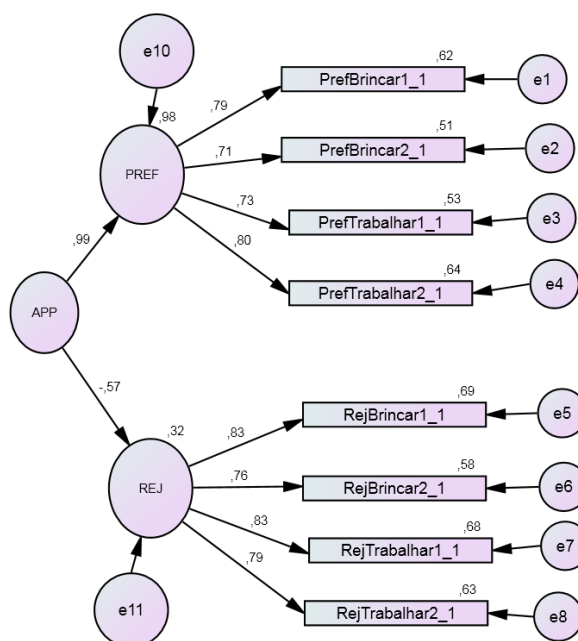 e10
,62
,79
PrefBrincar1_1
e1
,98
,51
,71
PrefBrincar2_1
e2
PREF
,73
,53
PrefTrabalhar1_1
e3
,99
,80
,64
PrefTrabalhar2_1
e4
APP
-,57
,69
RejBrincar1_1
e5
,32
,83
,58
REJ
,76
RejBrincar2_1
e6
,83
,68
RejTrabalhar1_1
e7
,79
,63
e11
RejTrabalhar2_1
e8